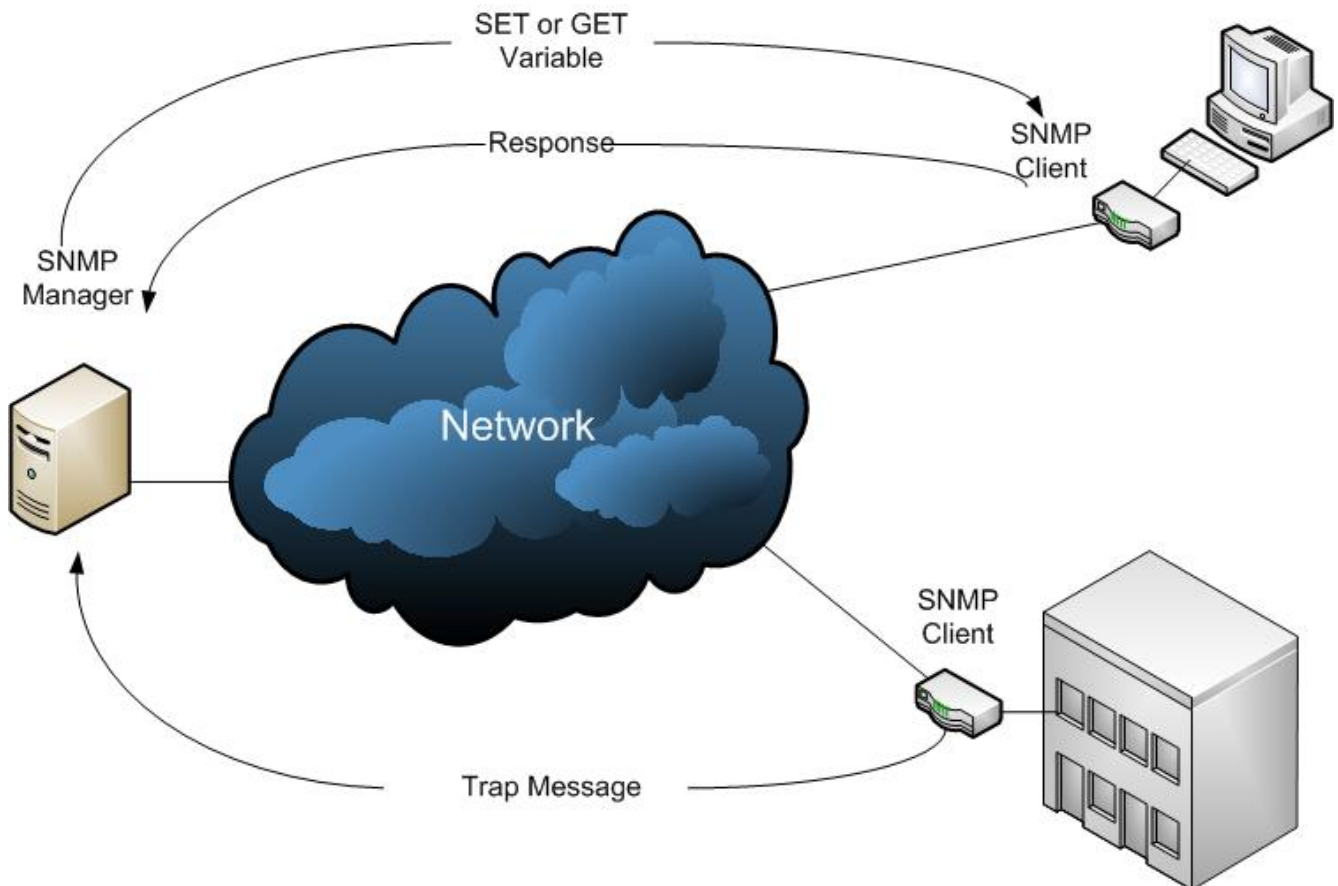 SET or GET
Variable
Response
SNMP
Client
SNMP
Manager
Network
SNMP
Client
Trap Message